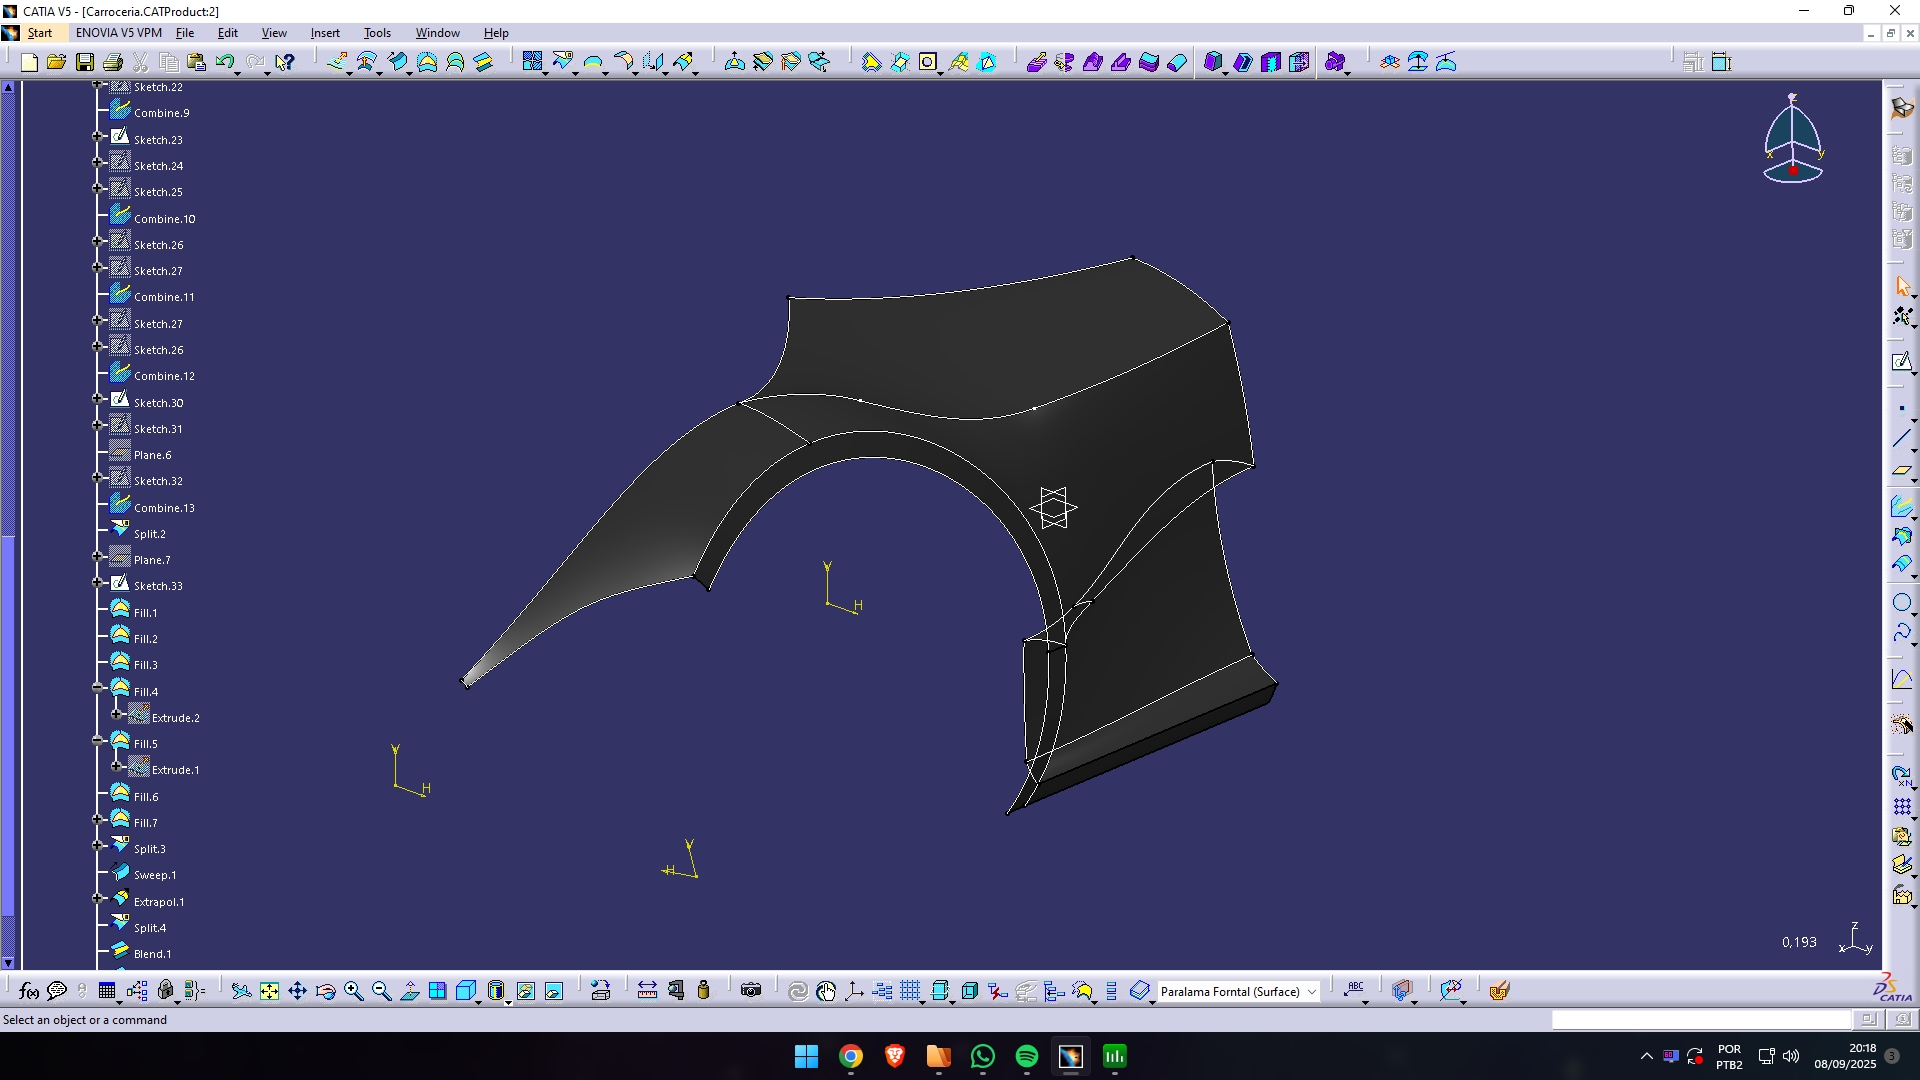 CATIA V5 - [Carroceria.CATProduct:2]
Start ENOVIA V5 VPM File Edit View Insert Tools Window Help
Sketch.22
Combine.9
Sketch.23
Sketch.24
Sketch.25
Combine.10
Sketch.26
Sketch.27
Combine.11
Sketch.27
Sketch.26
Combine.12
Sketch.30
Sketch.31
Plane.6
Sketch.32
Combine.13
Split.2
Plane.7
Sketch.33
Fill.1
Fill.2
Fill.3
Fill.4
Extrude.2
Fill.5
Extrude.1
Fill.6
Fill.7
Split.3
Sweep.1
Extrapol.1
Split.4
Blend.1
z
x y
V
H
V
H
V
H
0,193
z
x y
f(x)
Paralama Forntal (Surface)
ABC
DS CATIA
Select an object or a command
POR
PTB2
20:18
08/09/2025
3